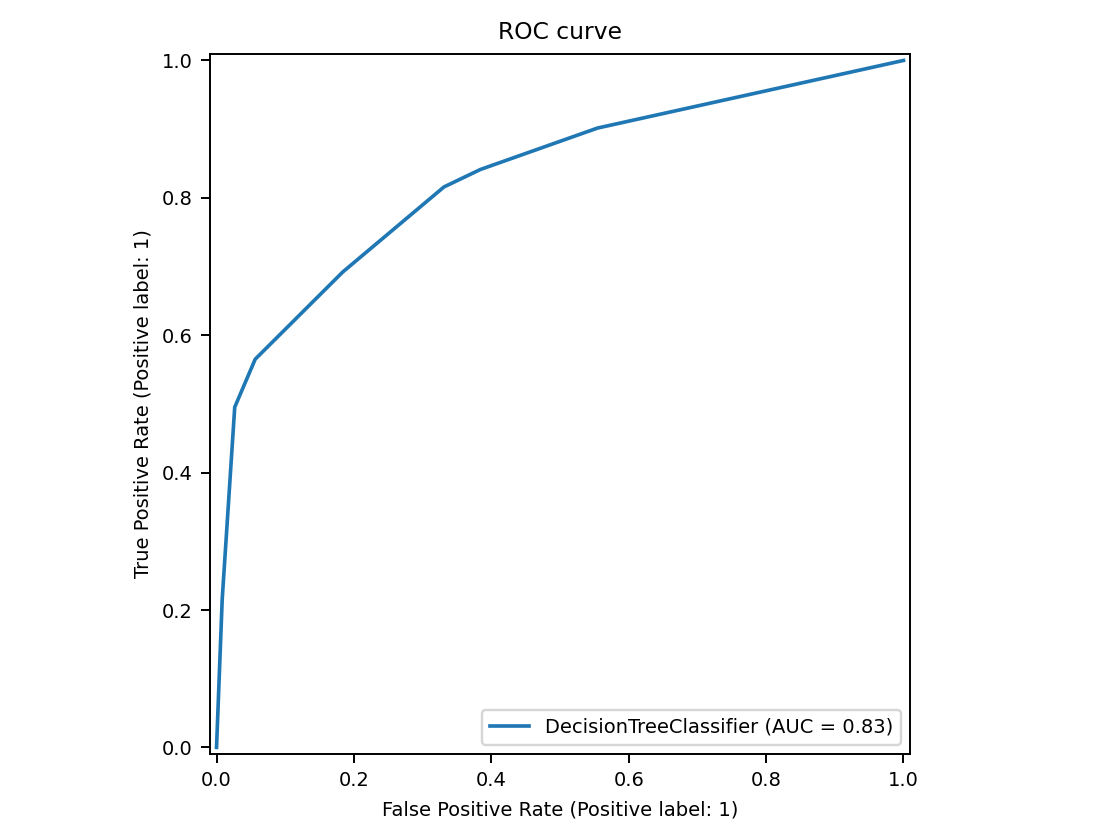 ROC curve
True Positive Rate (Positive label: 1)
1.0
0.8
0.6
0.4
0.2
0.0
DecisionTreeClassifier (AUC = 0.83)
0.0 0.2 0.4 0.6 0.8 1.0
False Positive Rate (Positive label: 1)